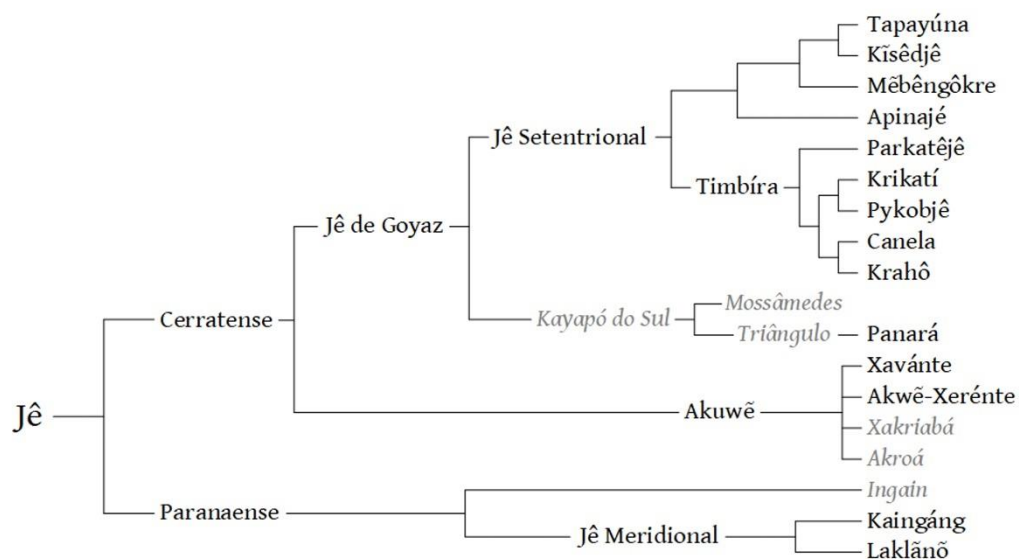 Tapayúna
Kĩsêdjê
Mẽbêngôkre
Apinajé
Jê Setentrional
Parkatêjê
Timbíra
Krikatí
Pykobjê
Jê de Goyaz
Canela
Krahô
Mossâmedes
Cerratense
Kayapó do Sul
Triângulo
Panará
Xavánte
Akwẽ-Xerénte
Jê
Akuwẽ
Xakriabá
Akroá
Ingain
Paranaense
Kaingáng
Jê Meridional
Laklãnõ